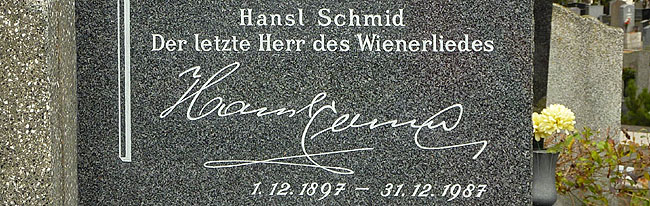 Hansl Schmid
Der letzte Herr des Wienerliedes
1. 12. 1897 – 31. 12. 1987